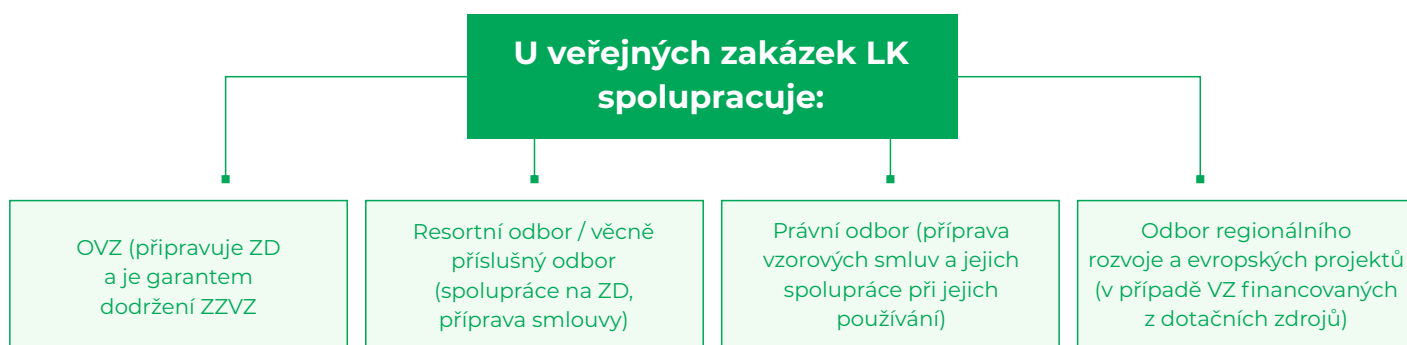 U veřejných zakázek LK
spolupracuje:
OVZ (připravuje ZD
a je garantem
dodržení ZZVZ
Resortní odbor / věcně
příslušný odbor
(spolupráce na ZD,
příprava smlouvy)
Právní odbor (příprava
vzorových smluv a jejich
spolupráce při jejich
používání)
Odbor regionálního
rozvoje a evropských projektů
(v případě VZ financovaných
z dotačních zdrojů)